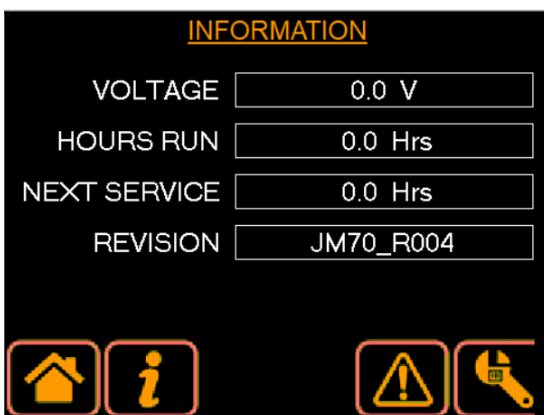 INFORMATION
VOLTAGE 0.0 V
HOURS RUN 0.0 Hrs
NEXT SERVICE 0.0 Hrs
REVISION JM70_R004
i